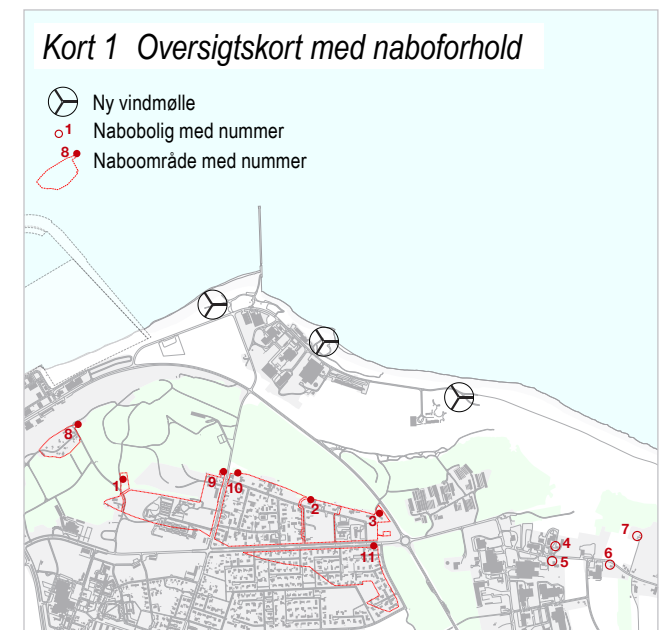 Kort 1 Oversigtskort med naboforhold
Ny vindmølle
1 Nabobolig med nummer
8 Naboområde med nummer
8
1
9
10
2
3
11
4
5
6
7